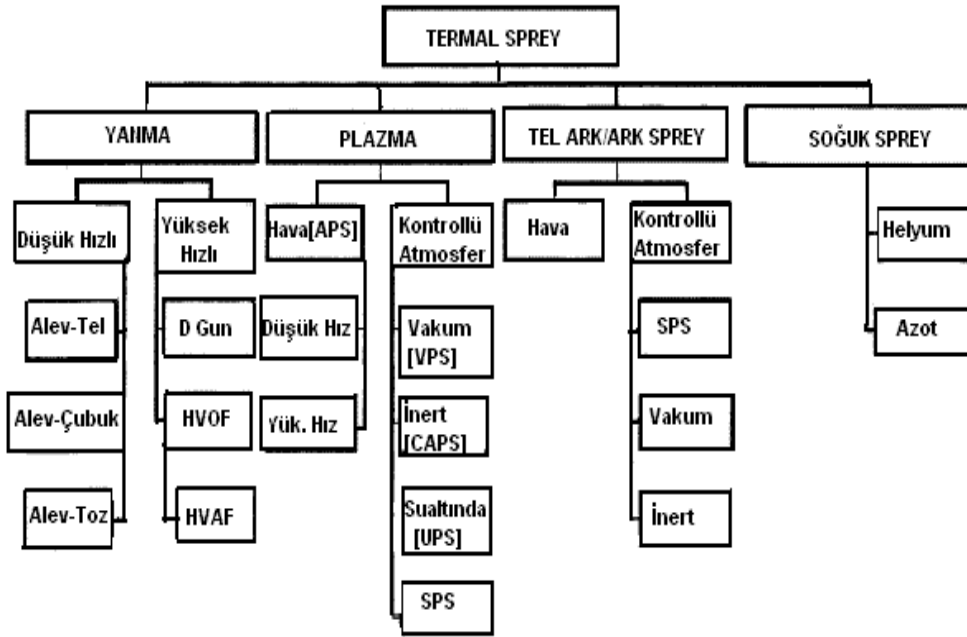 TERMAL SPREY
YANMA
PLAZMA
TEL ARK/ARK SPREY
SOĞUK SPREY
Düşük Hızlı
Alev-Tel
Alev-Çubuk
Alev-Toz
Yüksek
Hızlı
D Gun
HVOF
HVAF
Hava[APS]
Düşük Hız
Yük. Hız
Kontrollü
Atmosfer
Vakum
[VPS]
İnert
[CAPS]
Sualtında
[UPS]
SPS
Hava
Kontrollü
Atmosfer
SPS
Vakum
İnert
Helyum
Azot